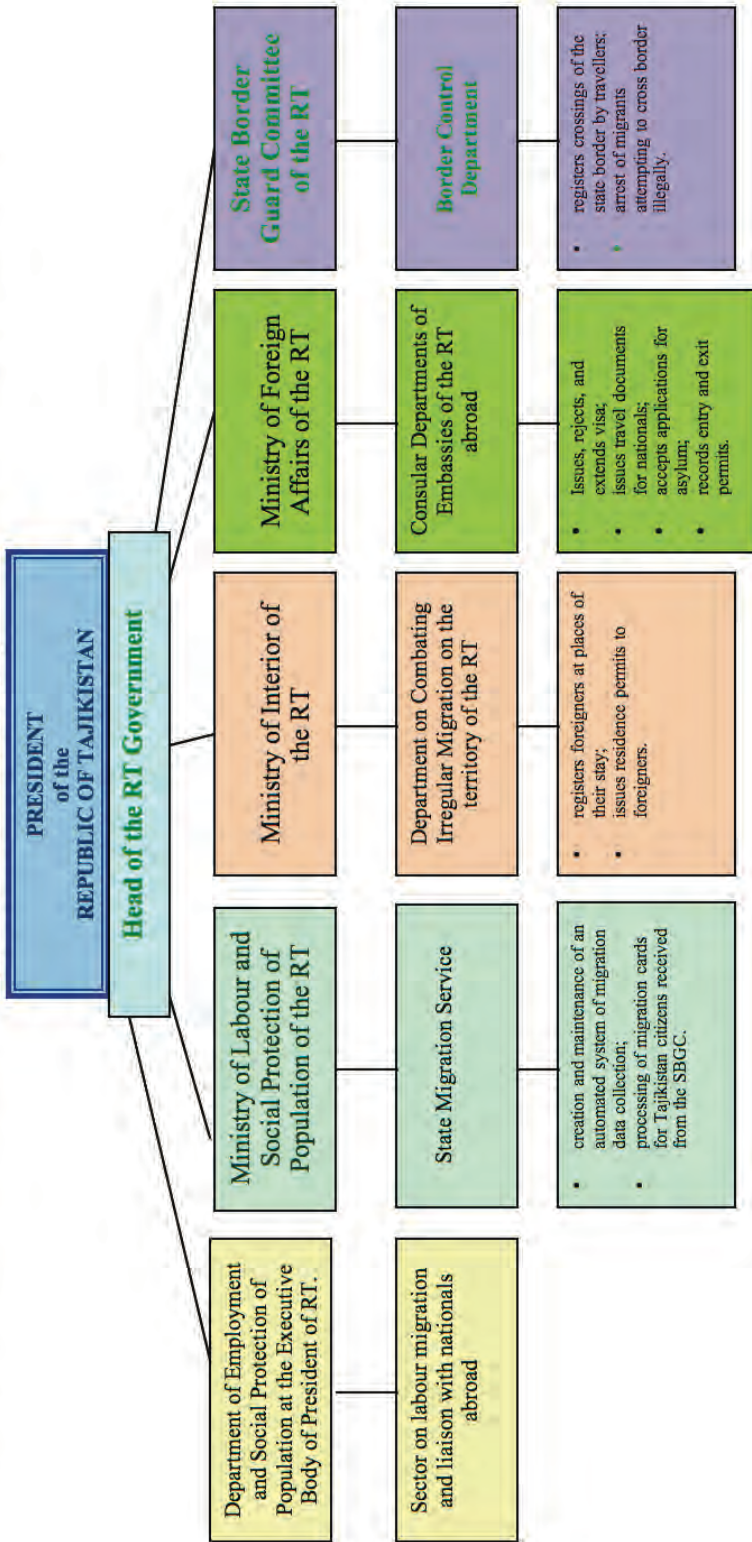 PRESIDENT
of the
REPUBLIC OF TAJIKISTAN
Head of the RT Government
Department of Employment
and Social Protection of
Population at the Executive
Body of President of RT.
Sector on labour migration
and liaison with nationals
abroad
Ministry of Labour and
Social Protection of
Population of the RT
State Migration Service
• creation and maintenance of an
automated system of migration
data collection;
• processing of migration cards
for Tajikistan citizens received
from the SBGC.
Ministry of Interior of
the RT
Department on Combating
Irregular Migration on the
territory of the RT
• registers foreigners at places of
their stay;
• issues residence permits to
foreigners.
Ministry of Foreign
Affairs of the RT
Consular Departments of
Embassies of the RT
abroad
• Issues, rejects, and
extends visa;
• issues travel documents
for nationals;
• accepts applications for
asylum;
• records entry and exit
permits.
State Border
Guard Committee
of the RT
Border Control
Department
• registers crossings of the
state border by travellers;
• arrest of migrants
attempting to cross border
illegally.